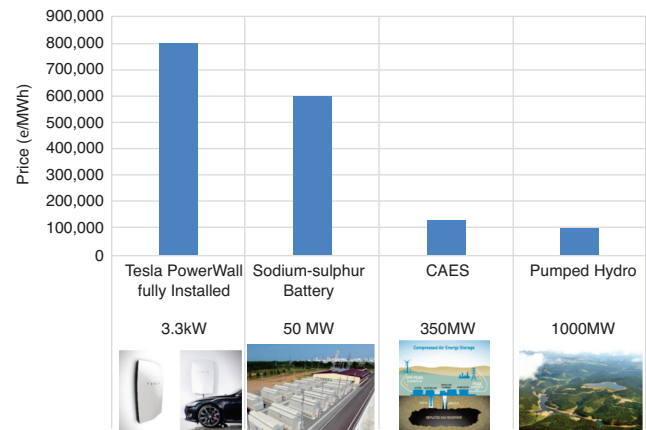 900,000
800,000
700,000
600,000
500,000
400,000
300,000
200,000
100,000
0
Price (e/MWh)
Tesla PowerWall
fully Installed
Sodium-sulphur
Battery
CAES
Pumped Hydro
3.3kW
50 MW
350MW
1000MW
Compressed Air Energy Storage